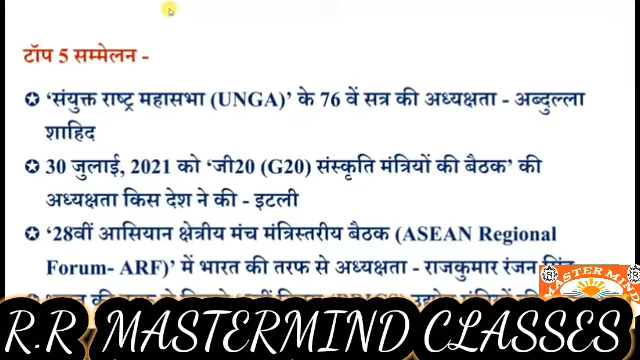 टॉप 5 सम्मेलन -
✪ ‘संयुक्त राष्ट्र महासभा (UNGA)’ के 76 वें सत्र की अध्यक्षता - अब्दुल्ला
शाहिद
✪ 30 जुलाई, 2021 को ‘जी20 (G20) संस्कृति मंत्रियों की बैठक’ की
अध्यक्षता किस देश ने की - इटली
✪ ‘28वीं आसियान क्षेत्रीय मंच मंत्रिस्तरीय बैठक (ASEAN Regional
Forum- ARF)’ में भारत की तरफ से अध्यक्षता - राजकुमार रंजन सिंह
MASTER MIND
R.R MASTERMIND CLASSES